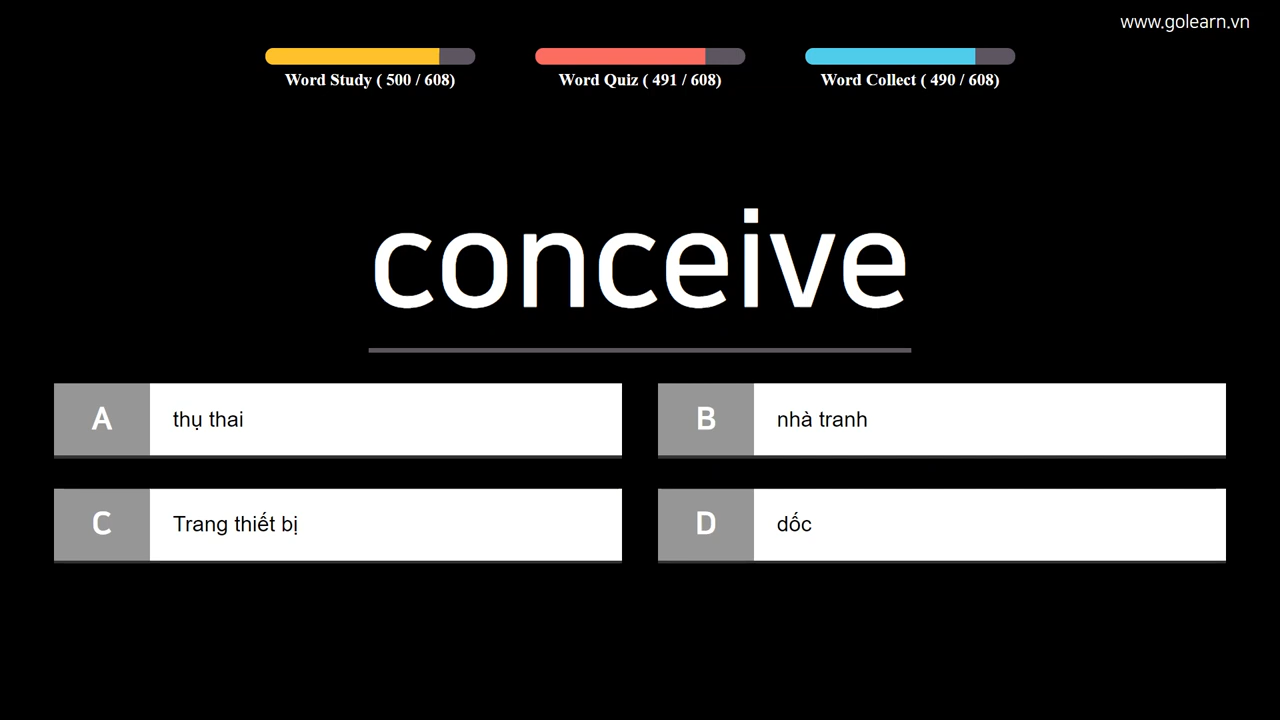 www.golearn.vn
Word Study ( 500 / 608)
Word Quiz ( 491 / 608)
Word Collect ( 490 / 608)
conceive
A thụ thai
B nhà tranh
C Trang thiết bị
D dốc